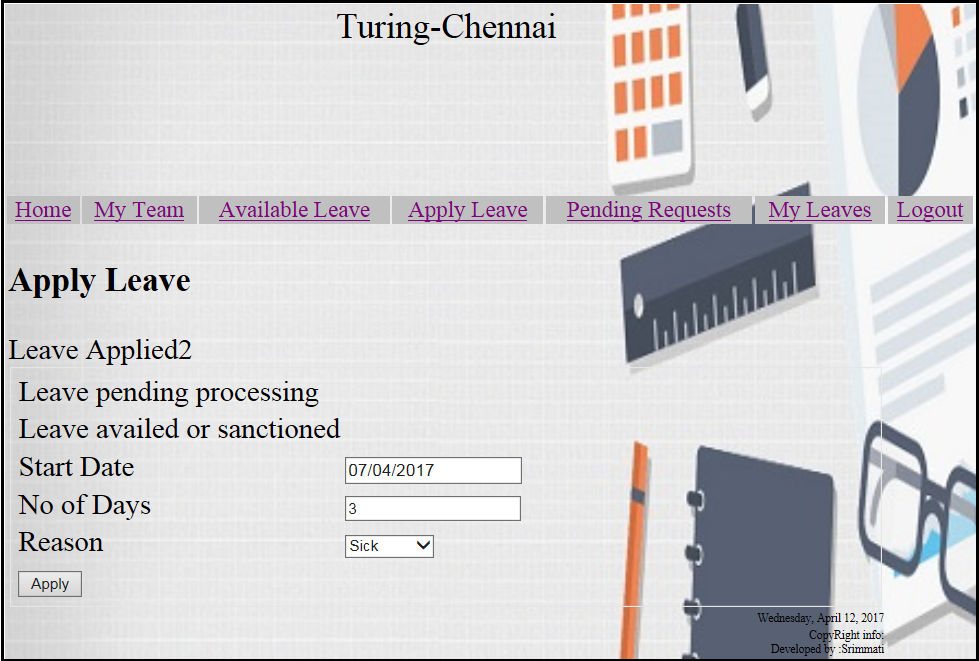 Turing-Chennai
Home My Team Available Leave Apply Leave Pending Requests My Leaves Logout
Apply Leave
Leave Applied2
Leave pending processing
Leave availed or sanctioned
Start Date 07/04/2017
No of Days 3
Reason Sick
Apply
Wednesday, April 12, 2017
CopyRight info:
Developed by :Srimmati